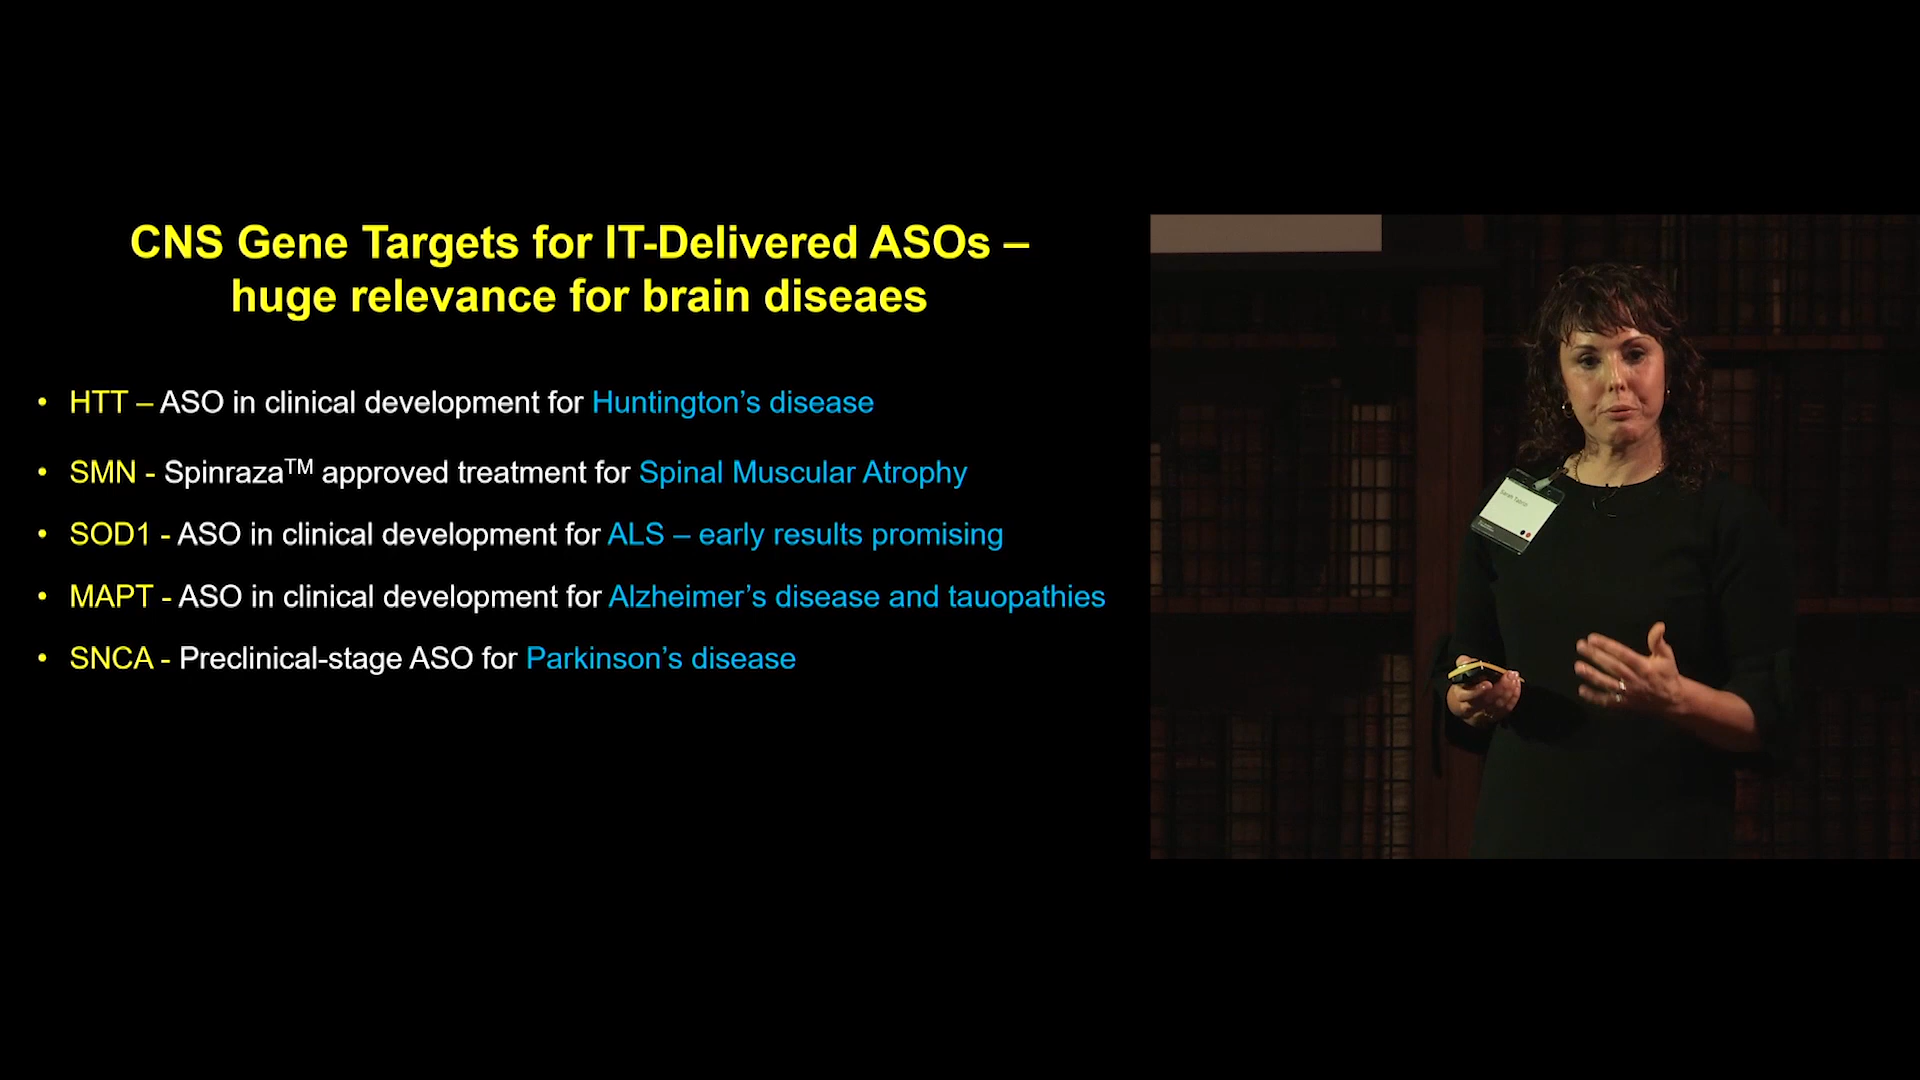 CNS Gene Targets for IT-Delivered ASOs –
huge relevance for brain diseaes
• HTT – ASO in clinical development for Huntington’s disease
• SMN - Spinraza™ approved treatment for Spinal Muscular Atrophy
• SOD1 - ASO in clinical development for ALS – early results promising
• MAPT - ASO in clinical development for Alzheimer’s disease and tauopathies
• SNCA - Preclinical-stage ASO for Parkinson’s disease
Sarah Tabrizi